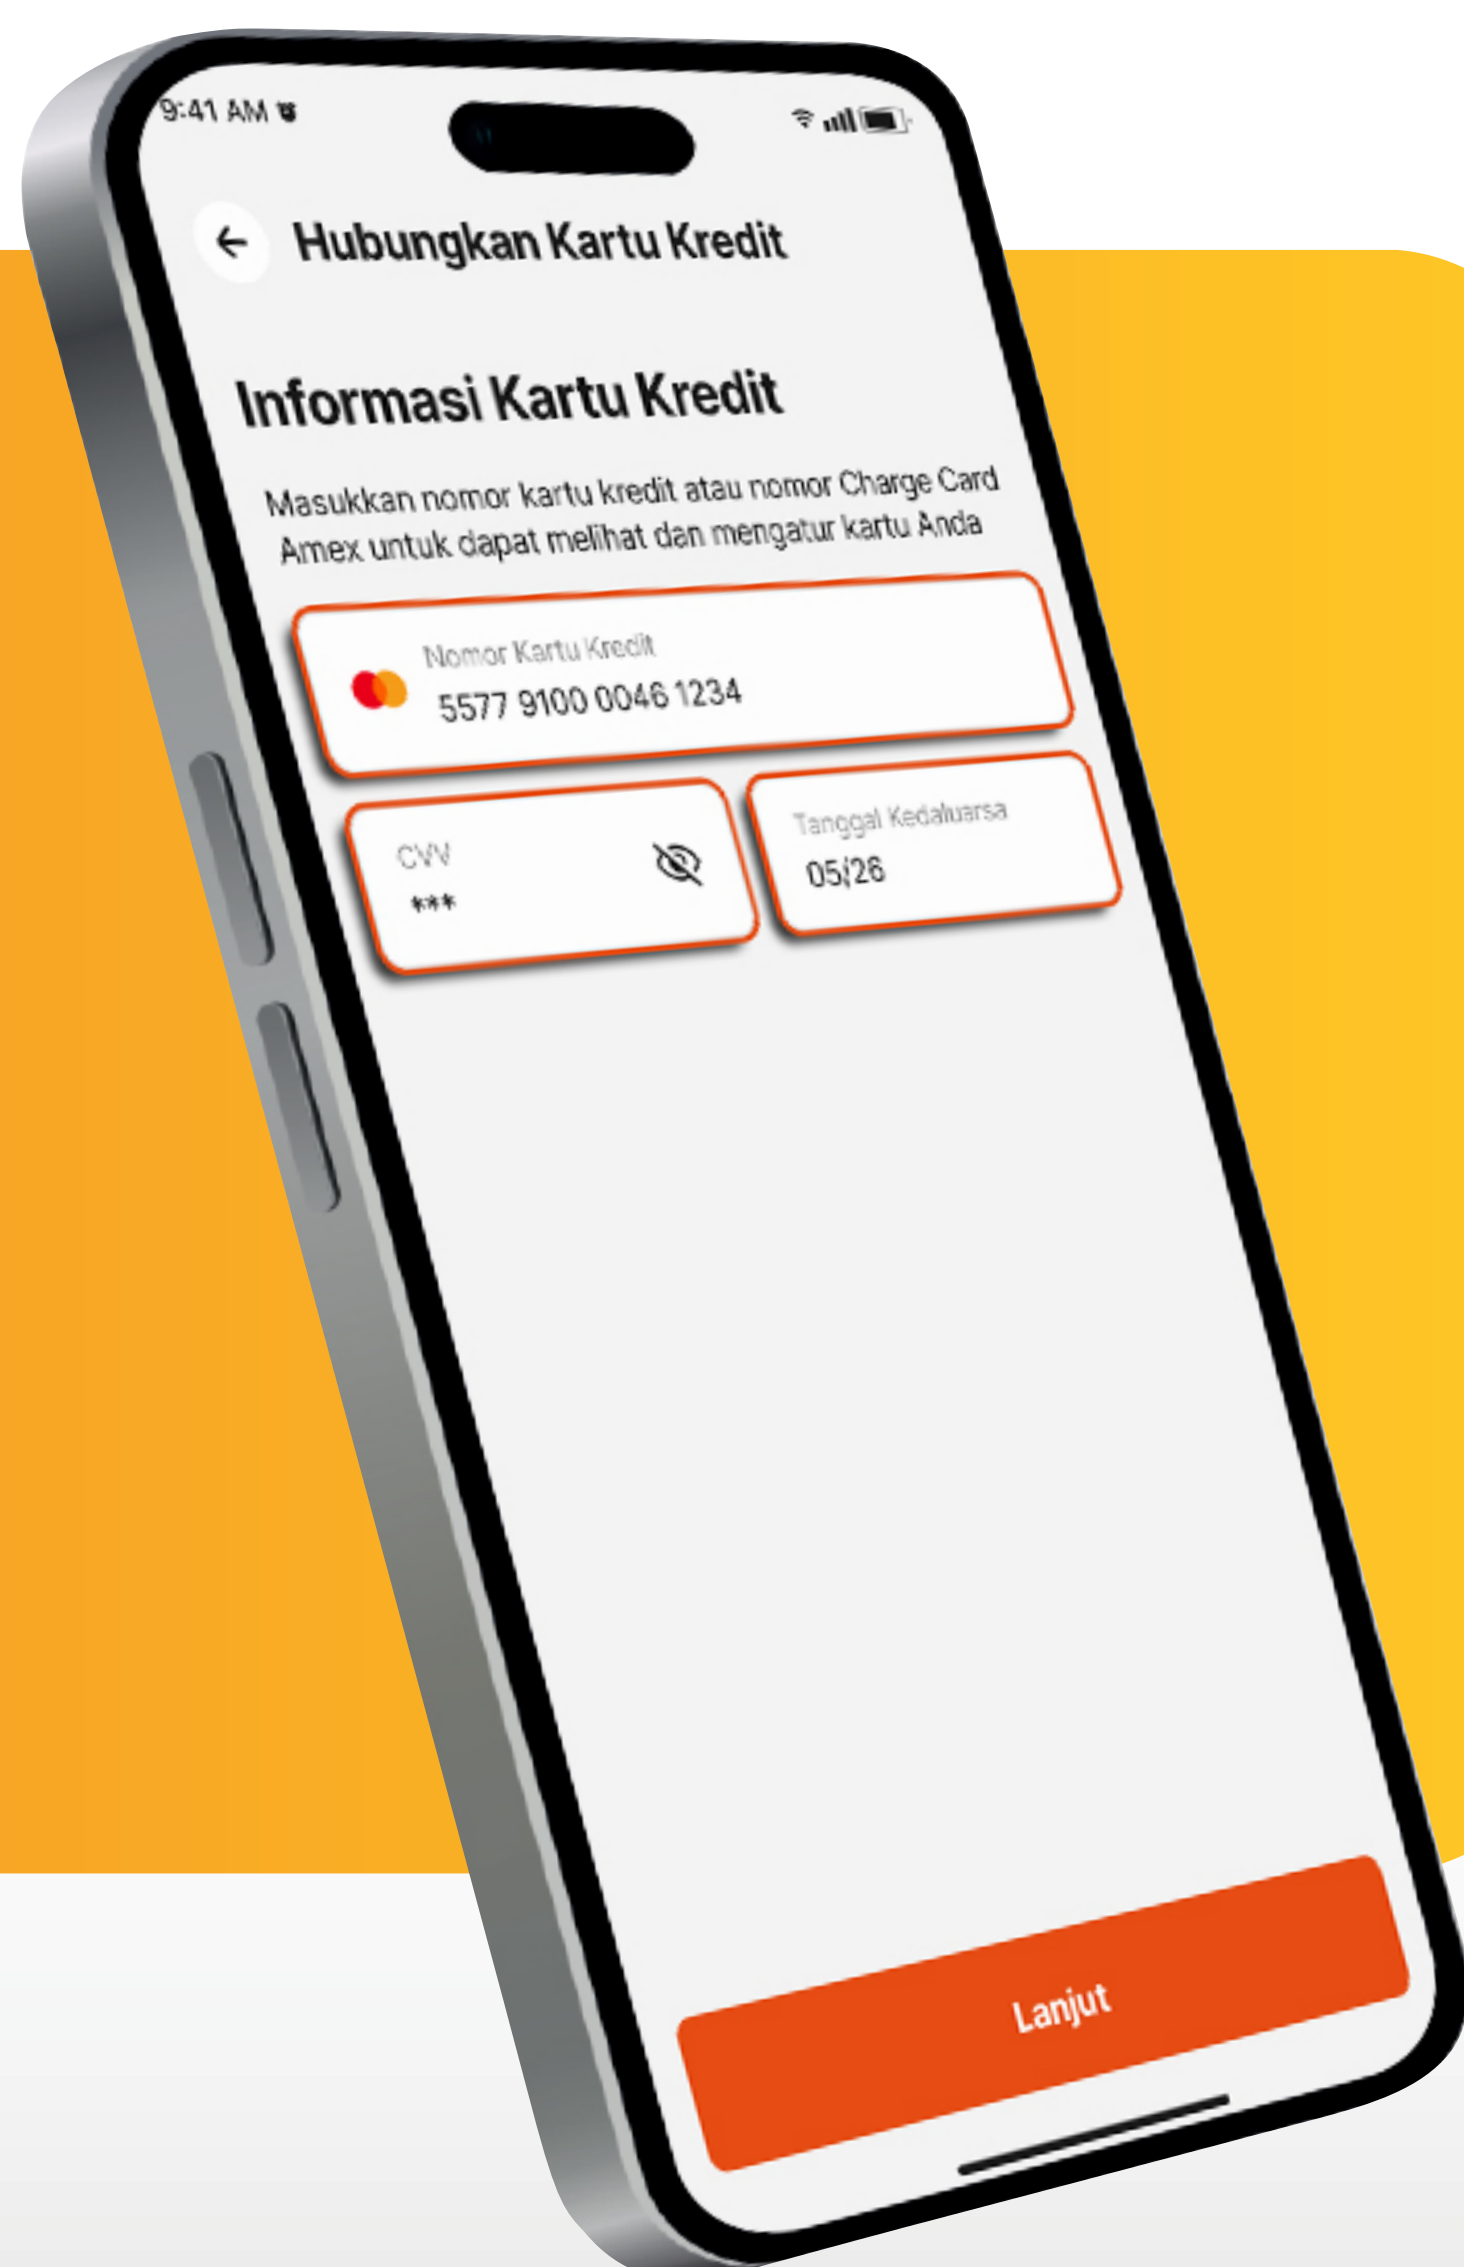 9:41 AM
Hubungkan Kartu Kredit
Informasi Kartu Kredit
Masukkan nomor kartu kredit atau nomor Charge Card
Amex untuk dapat melihat dan mengatur kartu Anda
Nomor Kartu Kredit
5577 9100 0046 1234
CVV
***
Tanggal Kedaluarsa
05/26
Lanjut